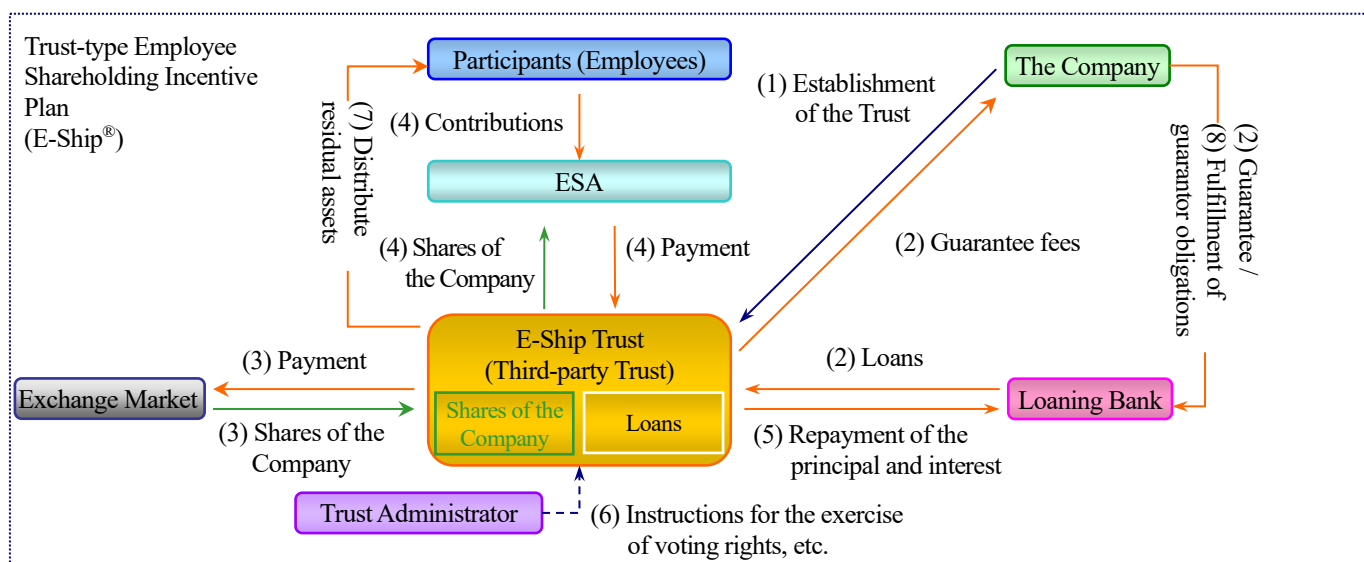 Trust-type Employee
Shareholding Incentive
Plan
(E-Ship®)
Participants (Employees)
The Company
(1) Establishment
of the Trust
(7) Distribute
residual assets
(4) Contributions
(2) Guarantee /
(8) Fulfillment of
guarantor obligations
ESA
(4) Shares of
the Company
(4) Payment
(2) Guarantee fees
E-Ship Trust
(Third-party Trust)
(3) Payment
(2) Loans
Exchange Market
Shares of the
Company
Loans
Loaning Bank
(3) Shares of the
Company
(5) Repayment of the
principal and interest
Trust Administrator
(6) Instructions for the exercise
of voting rights, etc.